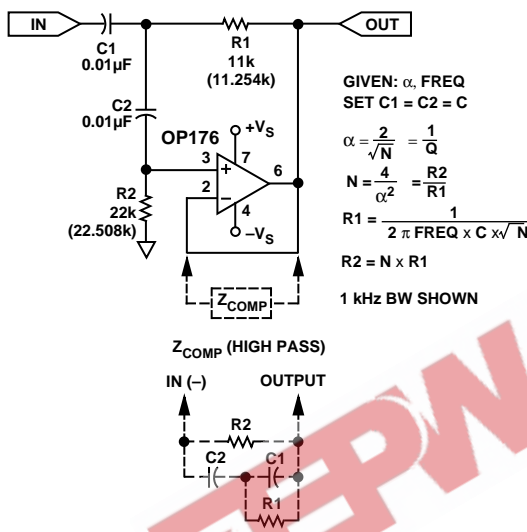 IN
C1
0.01µF
R1
11k
(11.254k)
OUT
C2
0.01µF
OP176
+VS
3
7
2
6
4
–VS
R2
22k
(22.508k)
ZCOMP
GIVEN: α, FREQ
SET C1 = C2 = C
α = 2/√N = 1/Q
N = 4/α² = R2/R1
R1 = 1/2 π FREQ x C x √N
R2 = N x R1
1 kHz BW SHOWN
ZCOMP (HIGH PASS)
IN (–)
OUTPUT
R2
C2
C1
R1